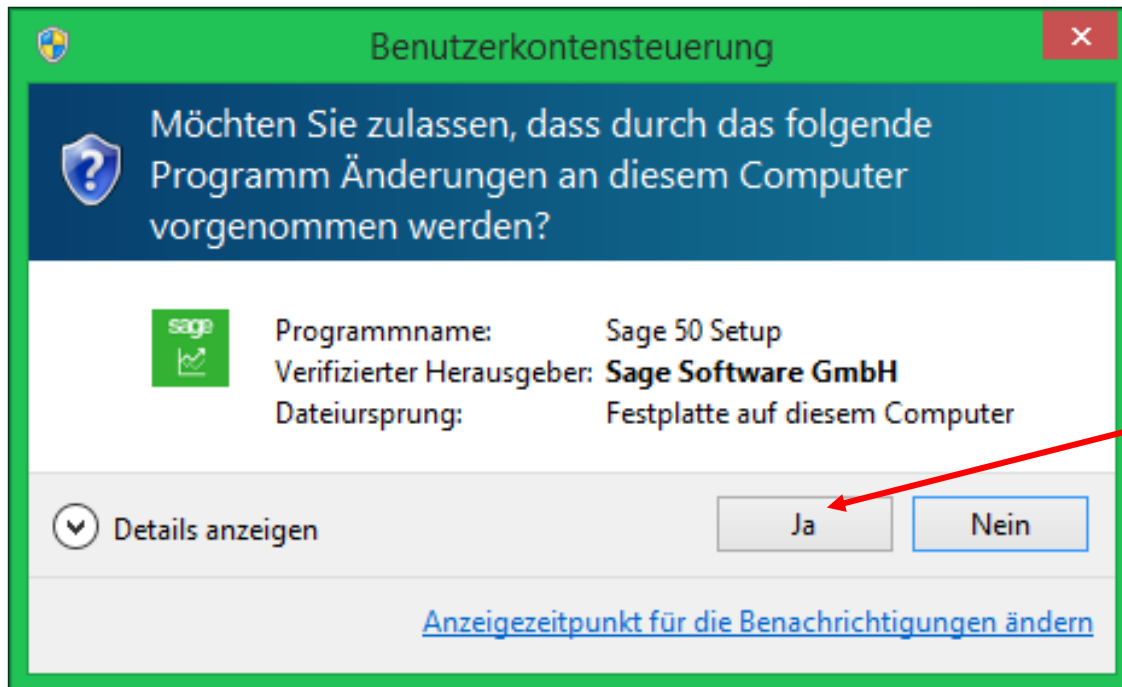 Benutzerkontensteuerung
Möchten Sie zulassen, dass durch das folgende
Programm Änderungen an diesem Computer
vorgenommen werden?
sage
Programmname: Sage 50 Setup
Verifizierter Herausgeber: Sage Software GmbH
Dateiursprung: Festplatte auf diesem Computer
Details anzeigen
Ja
Nein
Anzeigezeitpunkt für die Benachrichtigungen ändern